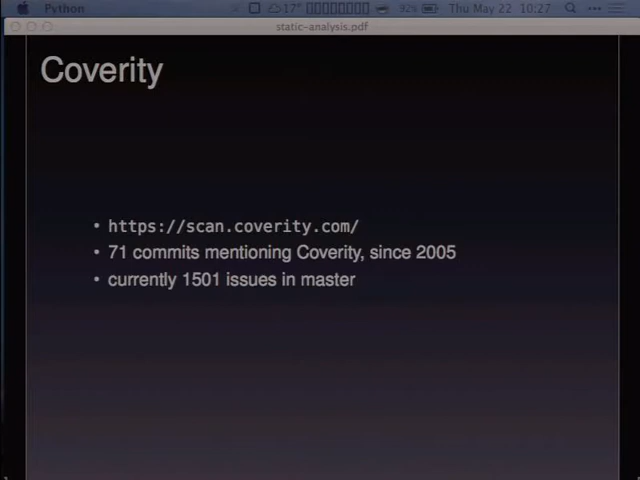 Python
17°
92%
Thu May 22 10:27
static-analysis.pdf
Coverity
• https://scan.coverity.com/
• 71 commits mentioning Coverity, since 2005
• currently 1501 issues in master